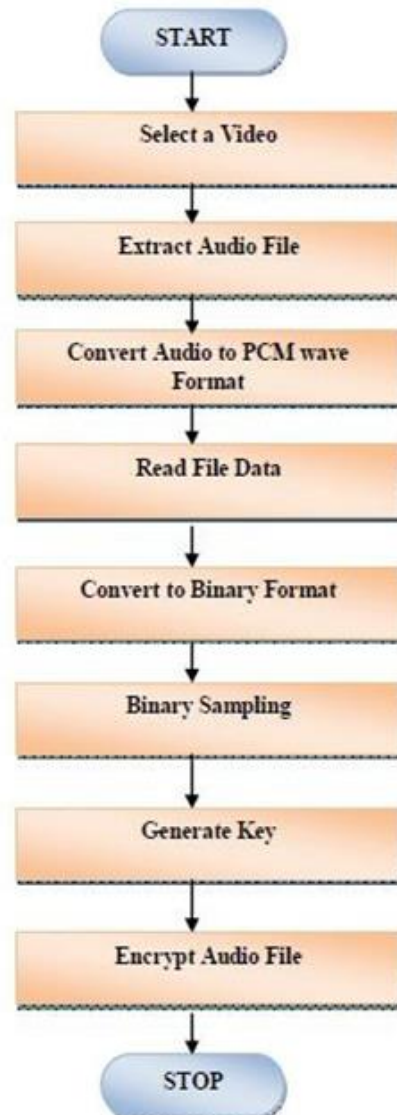 START
Select a Video
Extract Audio File
Convert Audio to PCM wave
Format
Read File Data
Convert to Binary Format
Binary Sampling
Generate Key
Encrypt Audio File
STOP